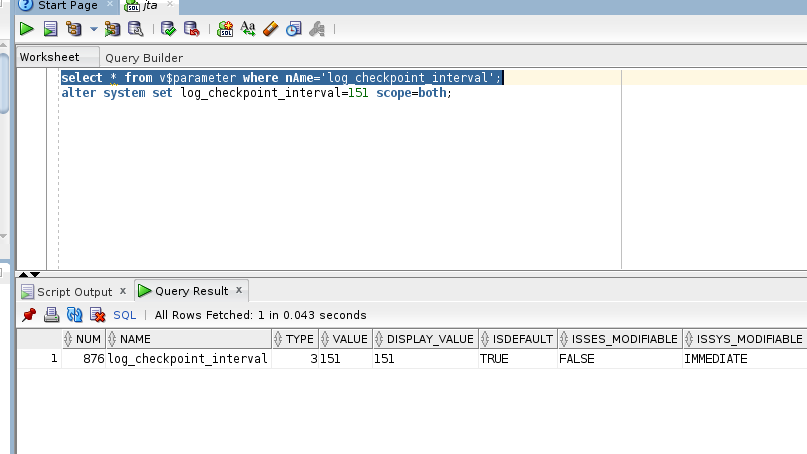 Start Page jta
Worksheet Query Builder
select * from v$parameter where nAme='log_checkpoint_interval';
alter system set log_checkpoint_interval=151 scope=both;
Script Output x Query Result x
SQL | All Rows Fetched: 1 in 0.043 seconds
NUM NAME TYPE VALUE DISPLAY_VALUE ISDEFAULT ISSES_MODIFIABLE ISSYS_MODIFIABLE
1 876 log_checkpoint_interval 3 151 151 TRUE FALSE IMMEDIATE